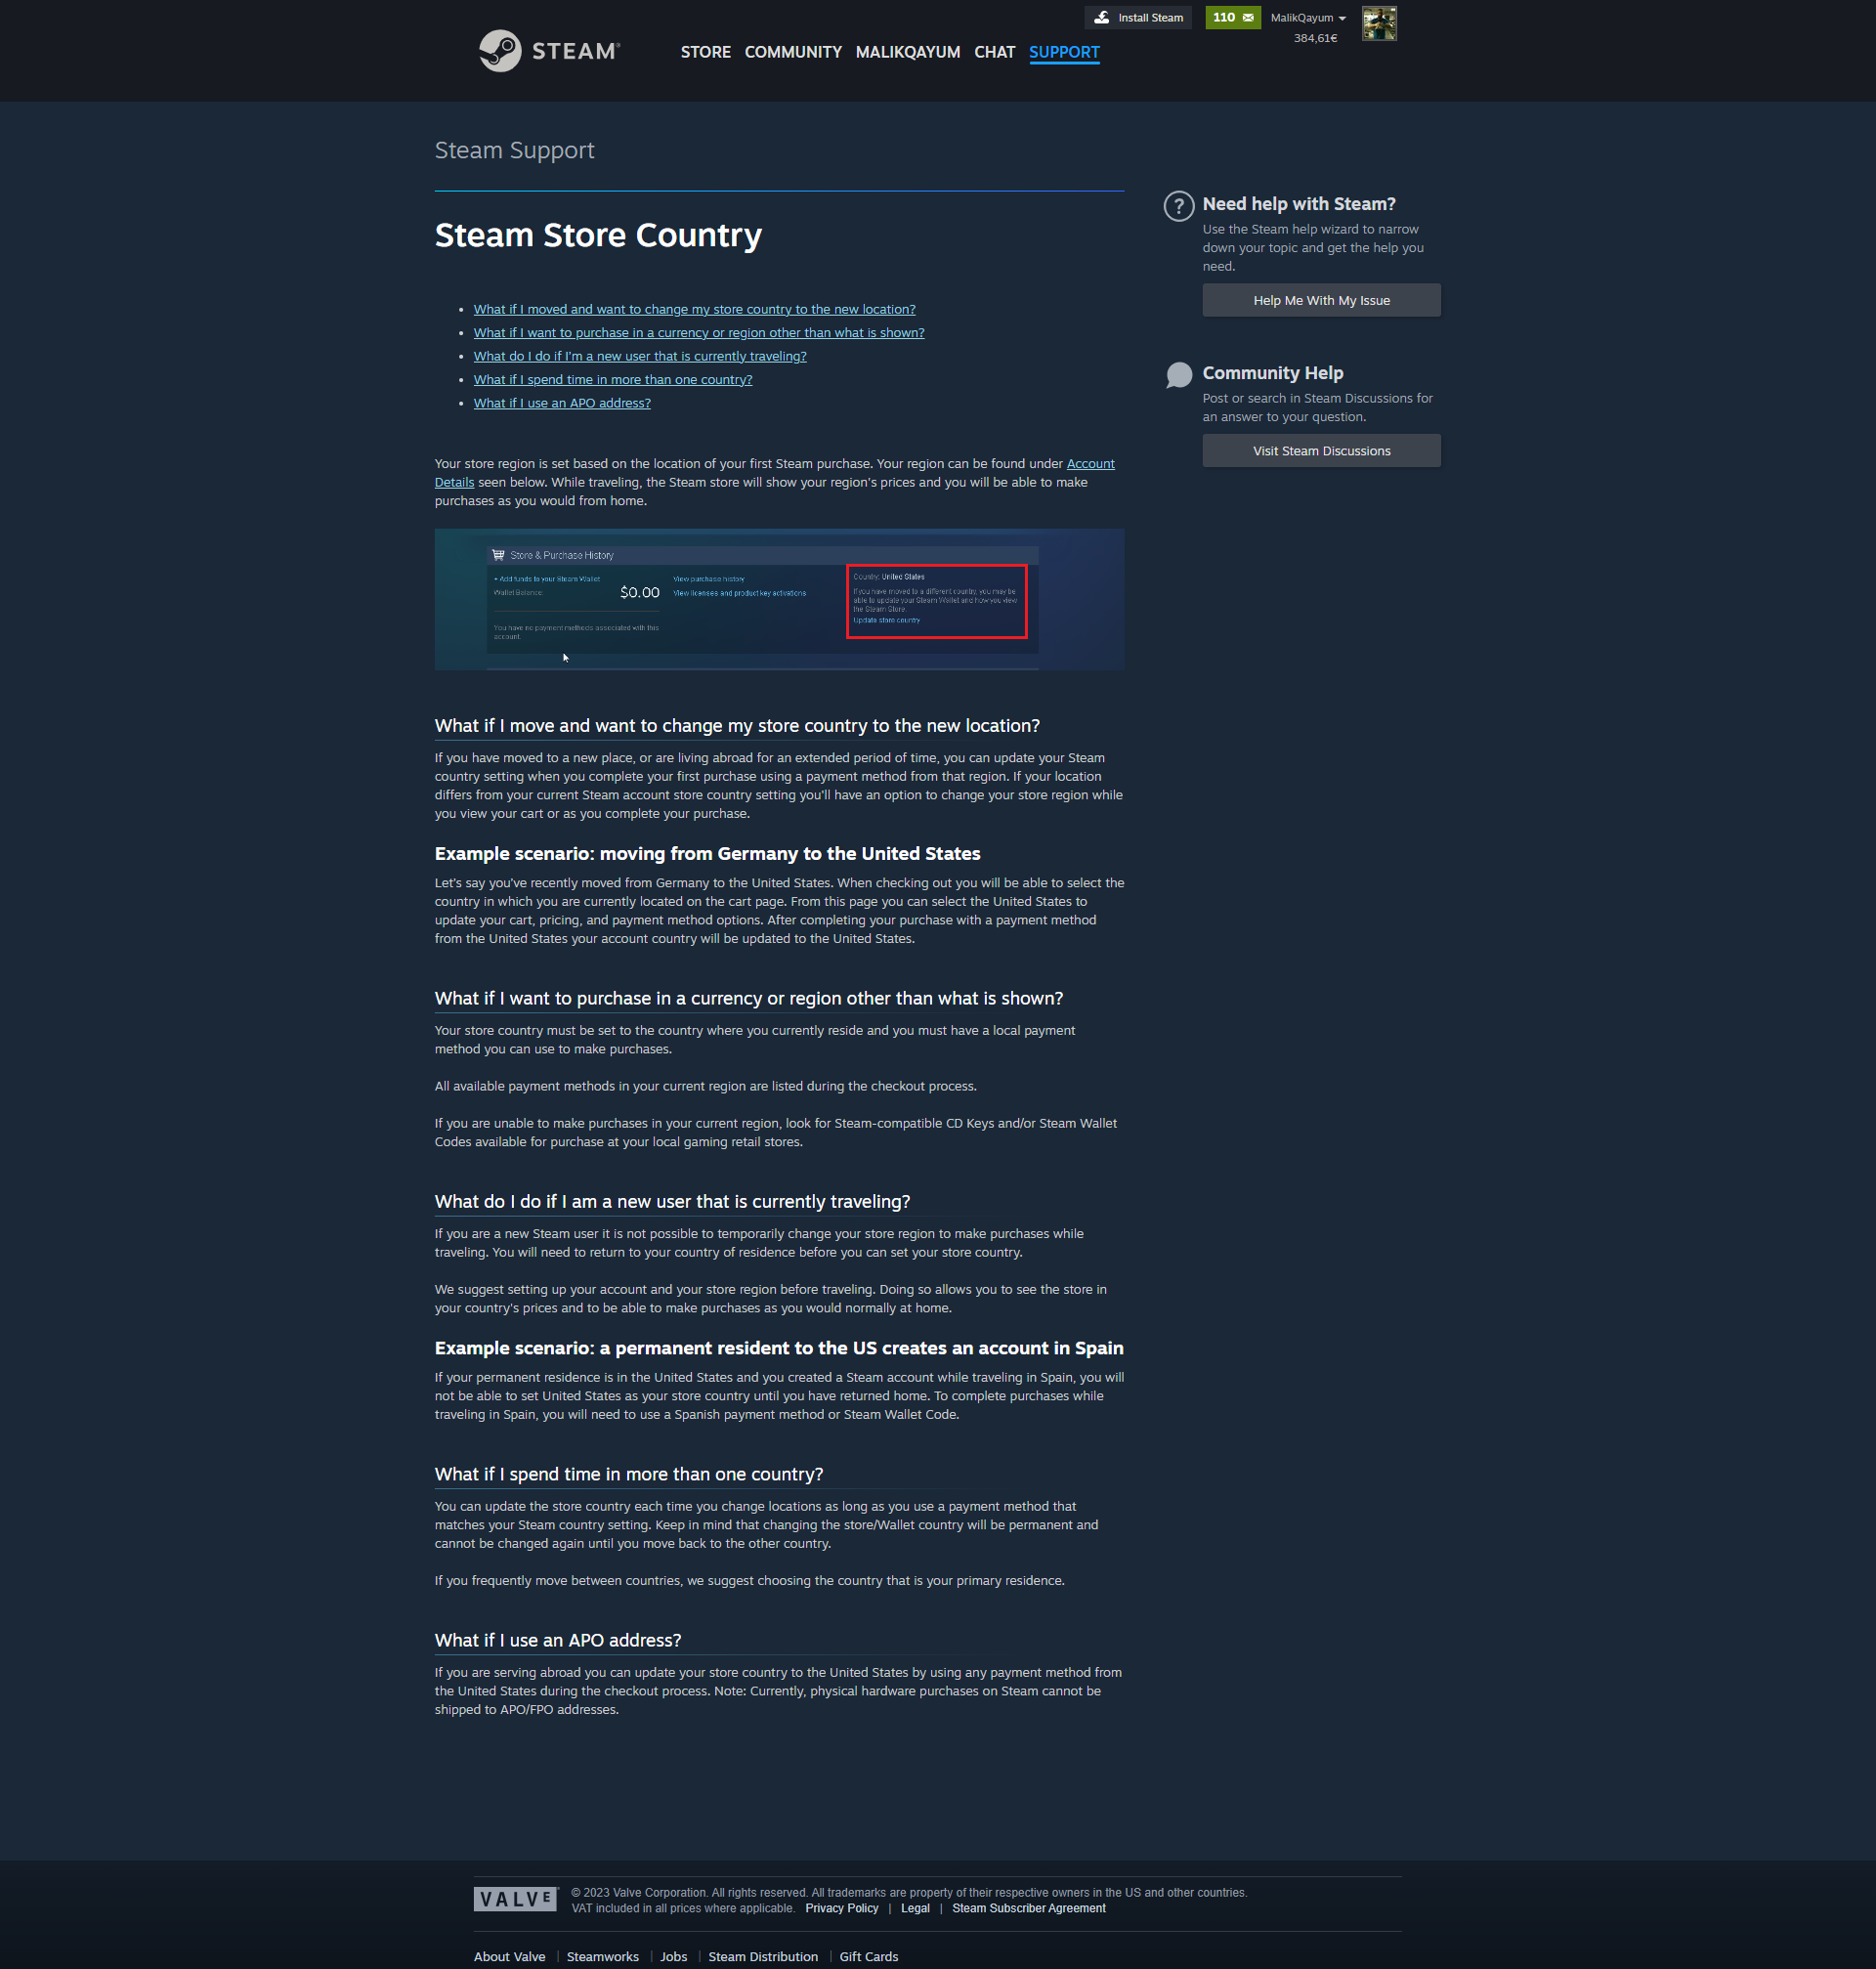 Install Steam
110
MalikQayum
384,61€
STEAM®
STORE COMMUNITY MALIKQAYUM CHAT SUPPORT
Steam Support
Steam Store Country
• What if I moved and want to change my store country to the new location?
• What if I want to purchase in a currency or region other than what is shown?
• What do I do if I'm a new user that is currently traveling?
• What if I spend time in more than one country?
• What if I use an APO address?
Your store region is set based on the location of your first Steam purchase. Your region can be found under Account
Details seen below. While traveling, the Steam store will show your region's prices and you will be able to make
purchases as you would from home.
Store & Purchase History
+ Add funds to your Steam Wallet
Wallet Balance
$0.00
You have no payment methods associated with this
account.
View purchase history
View licenses and product key activations
Country: United States
If you have moved to a different country, you may be
able to update your Steam Wallet and how you view
the Steam Store.
Update store country
What if I move and want to change my store country to the new location?
If you have moved to a new place, or are living abroad for an extended period of time, you can update your Steam
country setting when you complete your first purchase using a payment method from that region. If your location
differs from your current Steam account store country setting you'll have an option to change your store region while
you view your cart or as you complete your purchase.
Example scenario: moving from Germany to the United States
Let's say you've recently moved from Germany to the United States. When checking out you will be able to select the
country in which you are currently located on the cart page. From this page you can select the United States to
update your cart, pricing, and payment method options. After completing your purchase with a payment method
from the United States your account country will be updated to the United States.
What if I want to purchase in a currency or region other than what is shown?
Your store country must be set to the country where you currently reside and you must have a local payment
method you can use to make purchases.
All available payment methods in your current region are listed during the checkout process.
If you are unable to make purchases in your current region, look for Steam-compatible CD Keys and/or Steam Wallet
Codes available for purchase at your local gaming retail stores.
What do I do if I am a new user that is currently traveling?
If you are a new Steam user it is not possible to temporarily change your store region to make purchases while
traveling. You will need to return to your country of residence before you can set your store country.
We suggest setting up your account and your store region before traveling. Doing so allows you to see the store in
your country's prices and to be able to make purchases as you would normally at home.
Example scenario: a permanent resident to the US creates an account in Spain
If your permanent residence is in the United States and you created a Steam account while traveling in Spain, you will
not be able to set United States as your store country until you have returned home. To complete purchases while
traveling in Spain, you will need to use a Spanish payment method or Steam Wallet Code.
What if I spend time in more than one country?
You can update the store country each time you change locations as long as you use a payment method that
matches your Steam country setting. Keep in mind that changing the store/Wallet country will be permanent and
cannot be changed again until you move back to the other country.
If you frequently move between countries, we suggest choosing the country that is your primary residence.
What if I use an APO address?
If you are serving abroad you can update your store country to the United States by using any payment method from
the United States during the checkout process. Note: Currently, physical hardware purchases on Steam cannot be
shipped to APO/FPO addresses.
Need help with Steam?
Use the Steam help wizard to narrow
down your topic and get the help you
need.
Help Me With My Issue
Community Help
Post or search in Steam Discussions for
an answer to your question.
Visit Steam Discussions
VALVE
© 2023 Valve Corporation. All rights reserved. All trademarks are property of their respective owners in the US and other countries.
VAT included in all prices where applicable. Privacy Policy | Legal | Steam Subscriber Agreement
About Valve | Steamworks | Jobs | Steam Distribution | Gift Cards